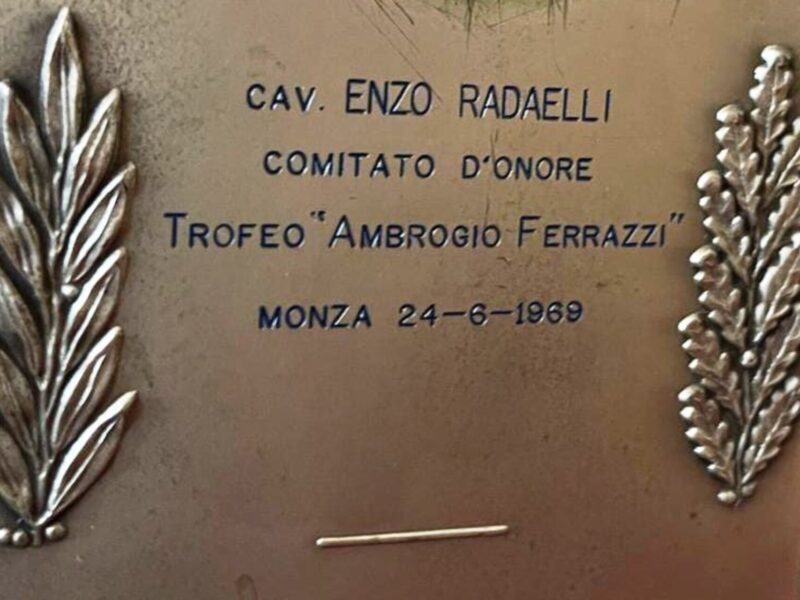 CAV. ENZO RADAELLI
COMITATO D'ONORE
TROFEO "AMBROGIO FERRAZZI"
MONZA 24-6-1969